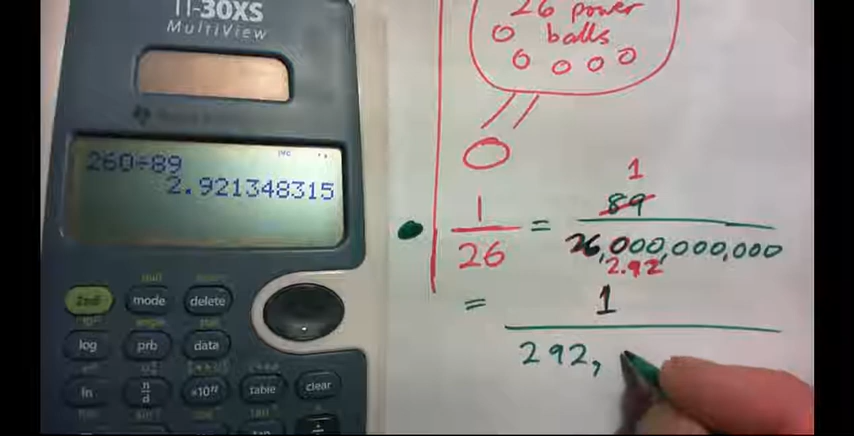 TI-30XS
MultiView
260÷89
2.921348315
2nd
mode
delete
log
prb
data
ln
n/d
×10ⁿ
table
clear
26 power
balls
1
1/26 = 89/26,000,000,000
2.92
= 1/292,